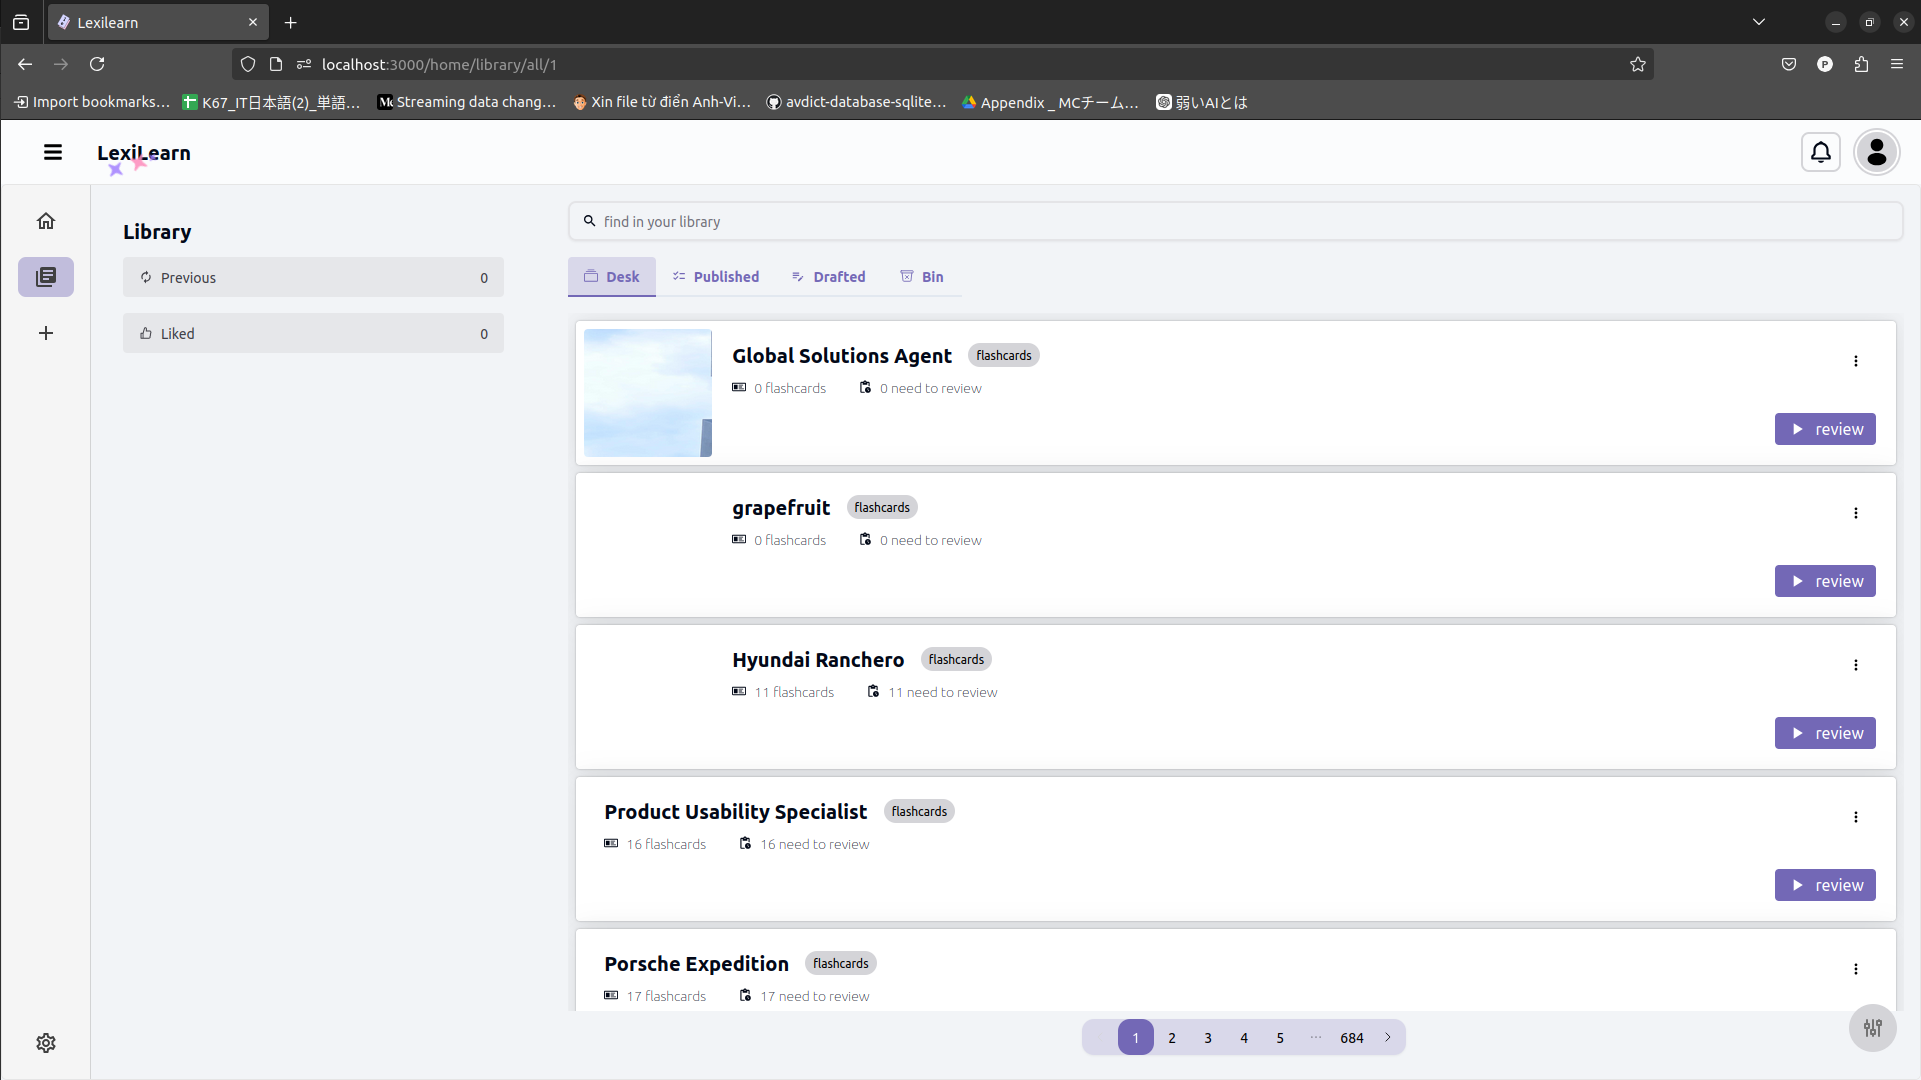 Lexilearn
localhost:3000/home/library/all/1
Import bookmarks…
K67_IT日本語(2)_単語…
Streaming data chang…
Xin file từ điển Anh-Vi…
avdict-database-sqlite…
Appendix _ MCチーム…
弱いAIとは
LexiLearn
Library
Previous 0
Liked 0
find in your library
Desk Published Drafted Bin
Global Solutions Agent flashcards
0 flashcards 0 need to review
review
grapefruit flashcards
0 flashcards 0 need to review
review
Hyundai Ranchero flashcards
11 flashcards 11 need to review
review
Product Usability Specialist flashcards
16 flashcards 16 need to review
review
Porsche Expedition flashcards
17 flashcards 17 need to review
1 2 3 4 5 ··· 684